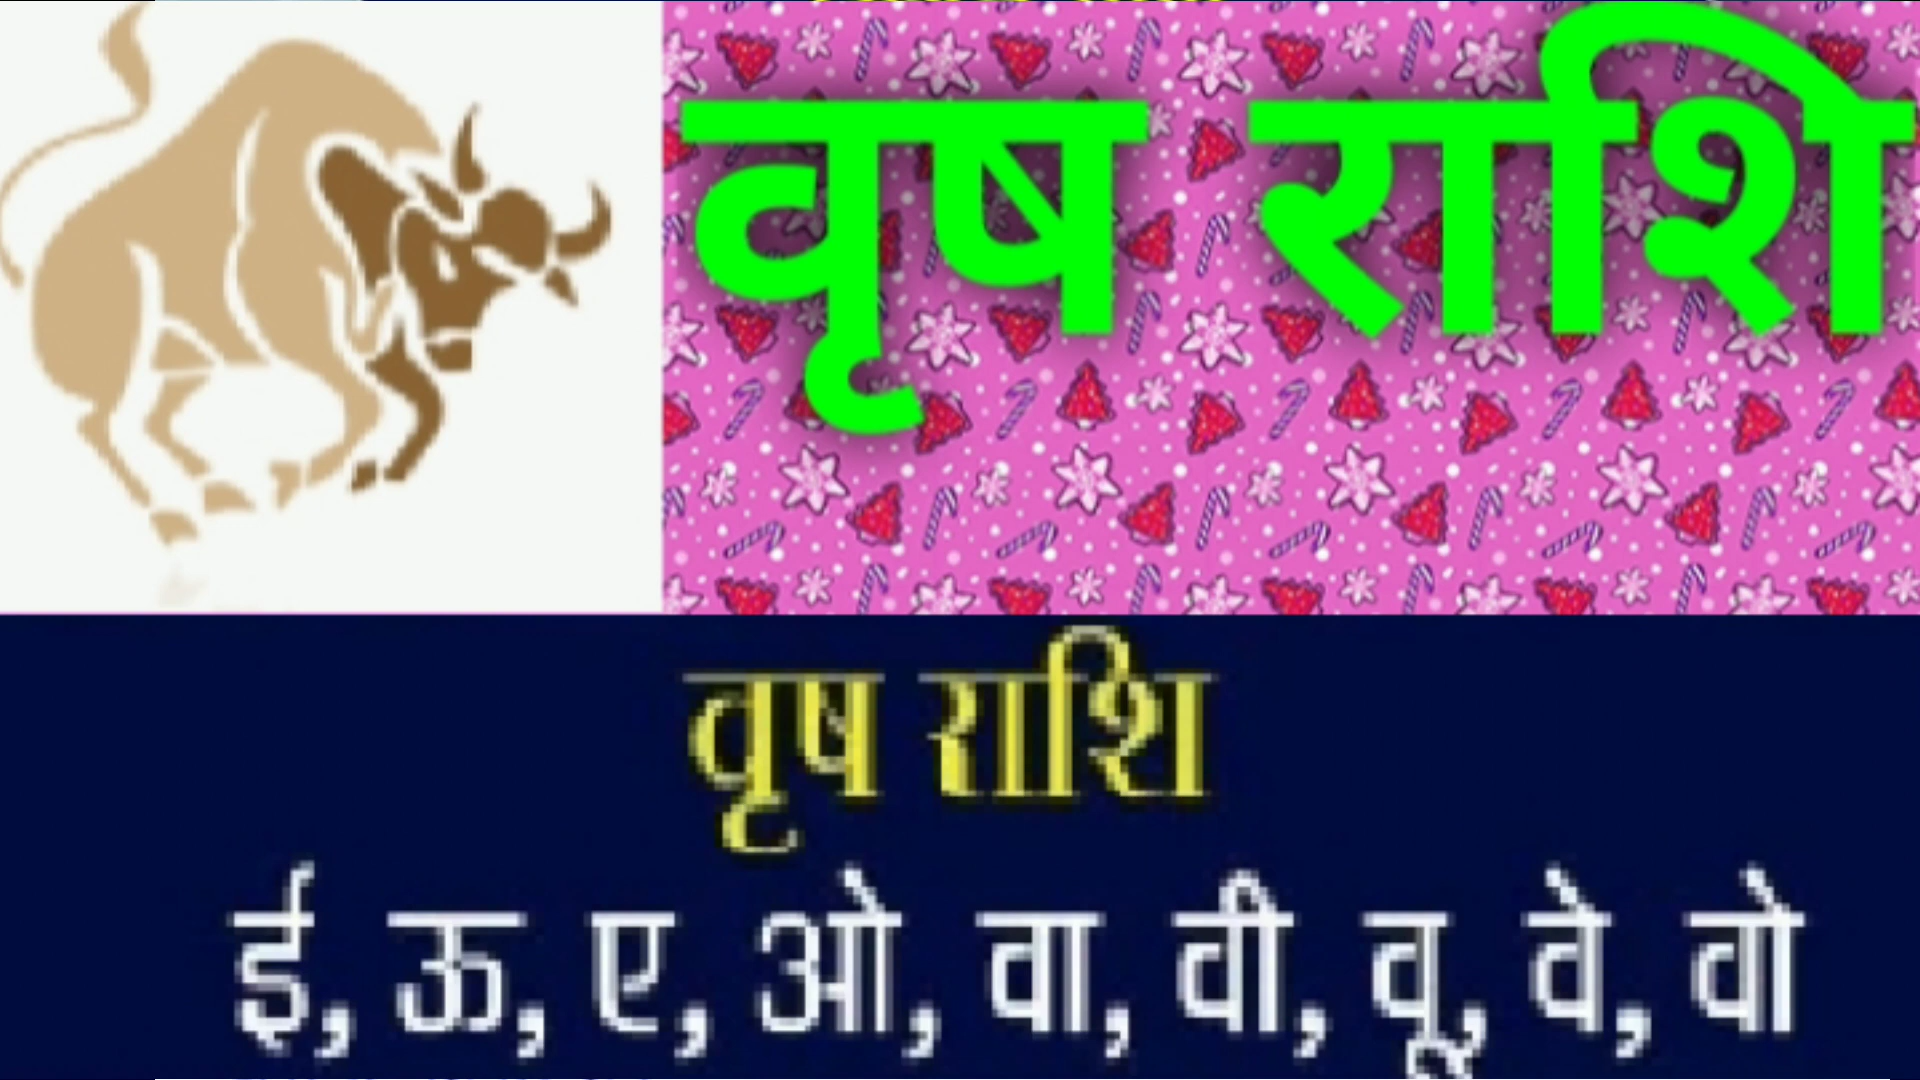 वृष राशि
वृष राशि
ई, ऊ, ए, ओ, वा, वी, वू, वे, वो